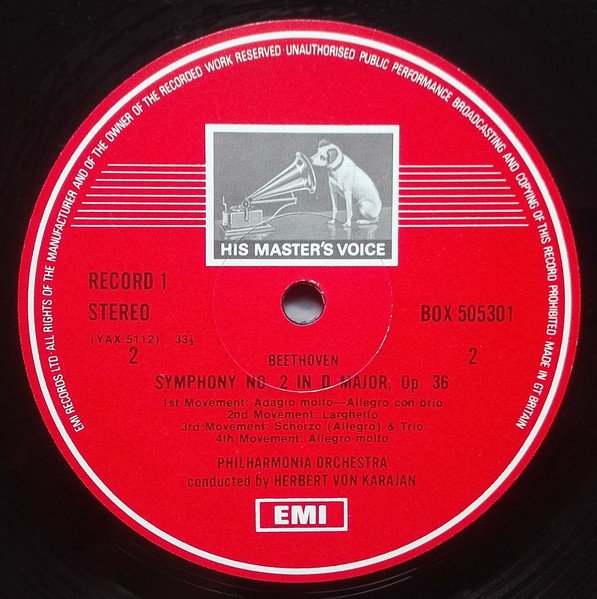 EMI RECORDS LTD·ALL RIGHTS OF THE MANUFACTURER AND OF THE OWNER OF THE RECORDED WORK RESERVED·UNAUTHORISED PUBLIC PERFORMANCE BROADCASTING AND COPYING OF THIS RECORD PROHIBITED. MADE IN GT BRITAIN
HIS MASTER'S VOICE
RECORD 1
STEREO BOX 505301
(YAX 5112) 33⅓
2 2
BEETHOVEN
SYMPHONY NO. 2 IN D MAJOR, Op. 36
1st Movement: Adagio molto—Allegro con brio
2nd Movement: Larghetto
3rd Movement: Scherzo (Allegro) & Trio
4th Movement: Allegro molto
PHILHARMONIA ORCHESTRA
conducted by HERBERT VON KARAJAN
EMI